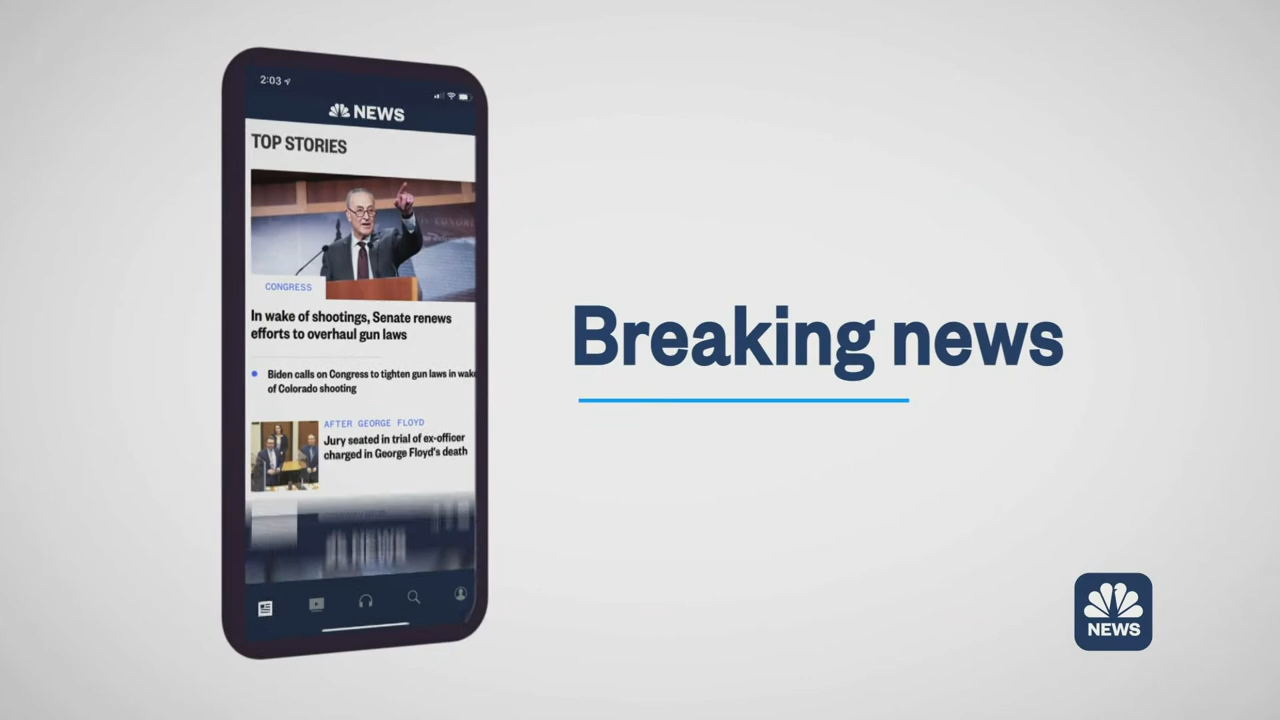 2:03
NEWS
TOP STORIES
CONGRESS
In wake of shootings, Senate renews
efforts to overhaul gun laws
Biden calls on Congress to tighten gun laws in wake
of Colorado shooting
AFTER GEORGE FLOYD
Jury seated in trial of ex-officer
charged in George Floyd's death
Breaking news
NEWS